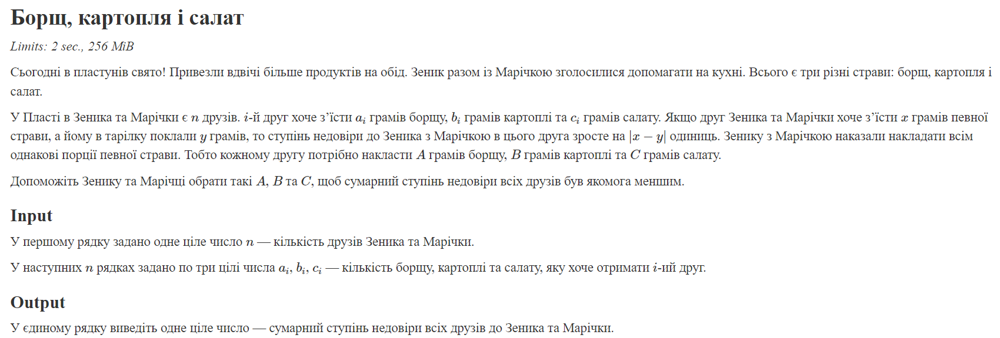 Борщ, картопля і салат
Limits: 2 sec., 256 MiB
Сьогодні в пластунів свято! Привезли вдвічі більше продуктів на обід. Зеник разом із Марічкою зголосилися допомагати на кухні. Всього є три різні страви: борщ, картопля і
салат.
У Пласті в Зеника та Марічки є n друзів. i-й друг хоче з’їсти a_i грамів борщу, b_i грамів картоплі та c_i грамів салату. Якщо друг Зеника та Марічки хоче з’їсти x грамів певної
страви, а йому в тарілку поклали y грамів, то ступінь недовіри до Зеника з Марічкою в цього друга зросте на |x − y| одиниць. Зенику з Марічкою наказали накладати всім
однакові порції певної страви. Тобто кожному другу потрібно накласти A грамів борщу, B грамів картоплі та C грамів салату.
Допоможіть Зенику та Марічці обрати такі A, B та C, щоб сумарний ступінь недовіри всіх друзів був якомога меншим.
Input
У першому рядку задано одне ціле число n — кількість друзів Зеника та Марічки.
У наступних n рядках задано по три цілі числа a_i, b_i, c_i — кількість борщу, картоплі та салату, яку хоче отримати i-ий друг.
Output
У єдиному рядку виведіть одне ціле число — сумарний ступінь недовіри всіх друзів до Зеника та Марічки.